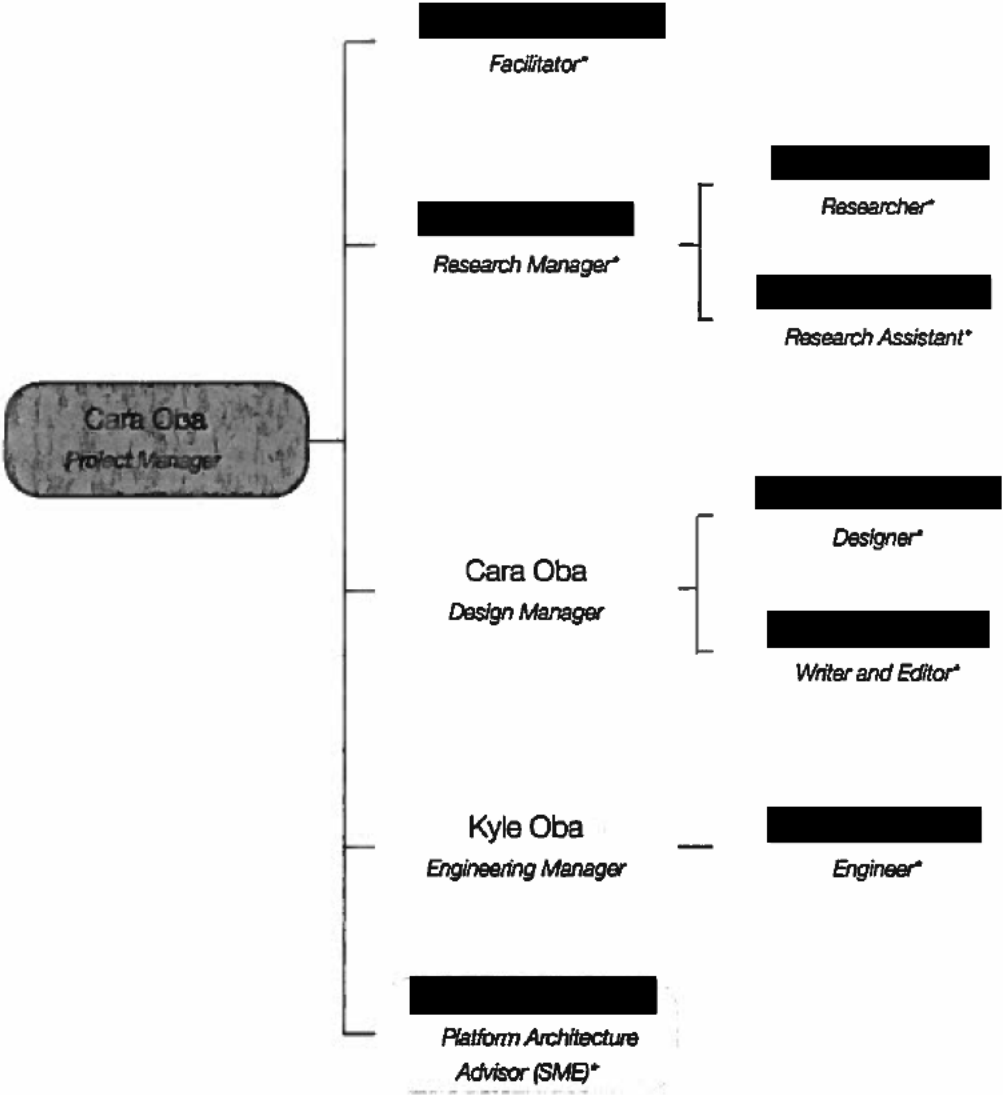 Facilitator*
Researcher*
Research Manager*
Research Assistant*
Cara Oba
Project Manager
Designer*
Cara Oba
Design Manager
Writer and Editor*
Kyle Oba
Engineering Manager
Engineer*
Platform Architecture
Advisor (SME)*